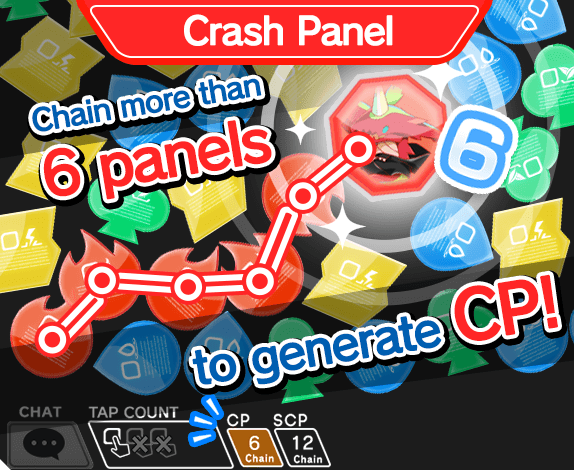 Crash Panel
Chain more than
6 panels
6
to generate CP!
CHAT
TAP COUNT
CP
SCP
6
Chain
12
Chain